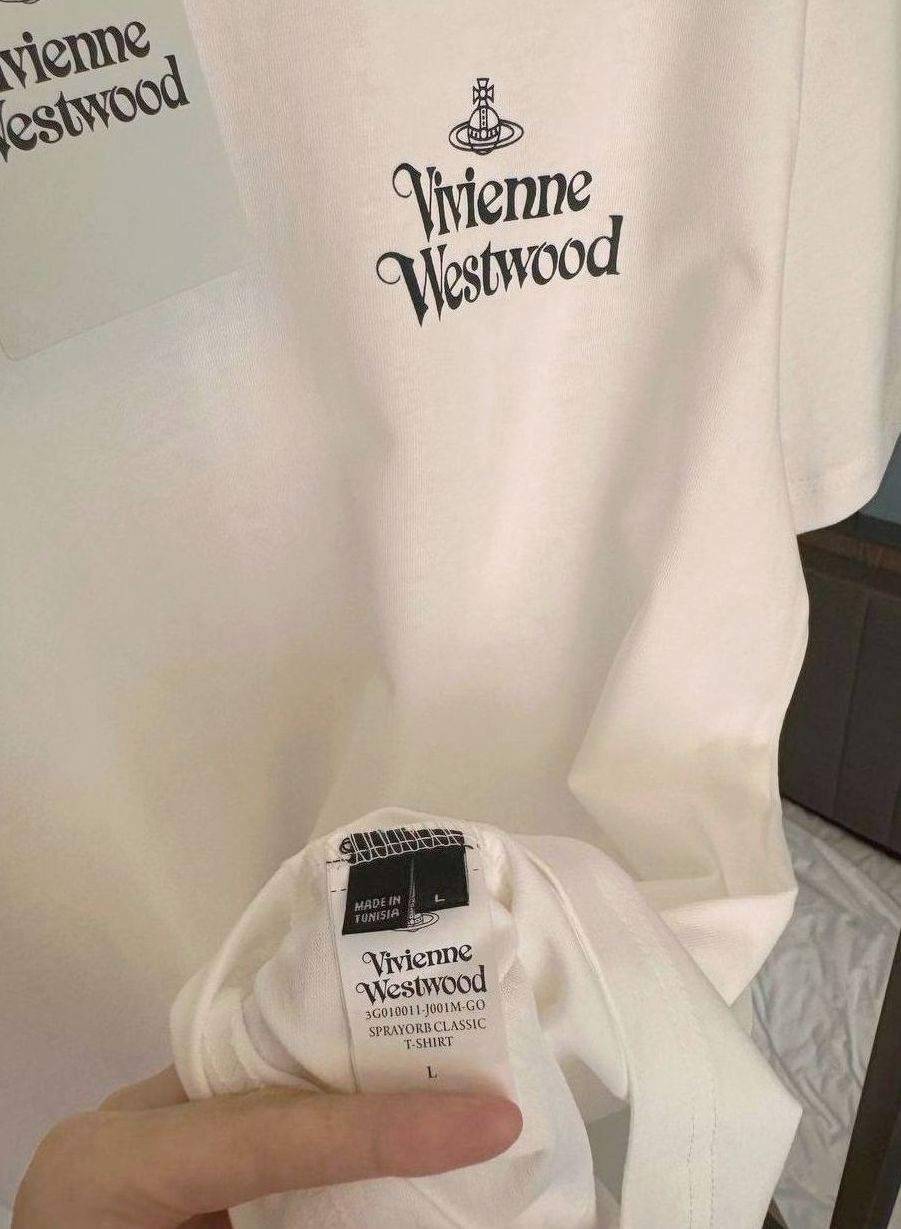 Vivienne
Westwood
Vivienne
Westwood
MADE IN
TUNISIA
L
Vivienne
Westwood
3G010011-J001M-GO
SPRAYORB CLASSIC
T-SHIRT
L